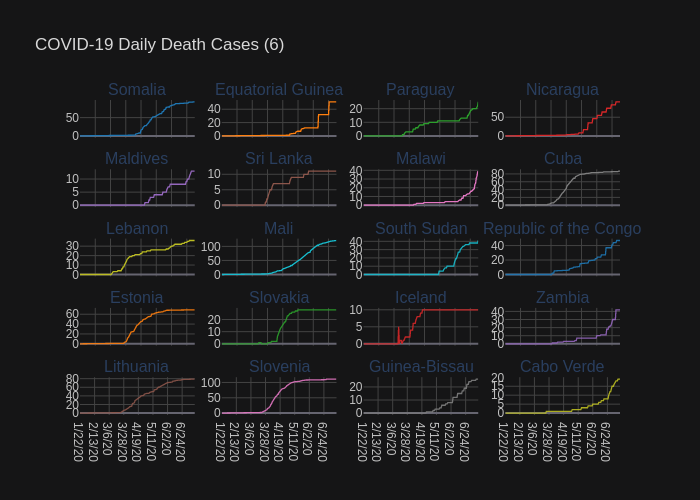 COVID-19 Daily Death Cases (6)
Somalia Equatorial Guinea Paraguay Nicaragua
50 0
40 20 0
20 10 0
50 0
Maldives Sri Lanka Malawi Cuba
10 5 0
10 5 0
40 30 20 10 0
80 60 40 20 0
Lebanon Mali South Sudan Republic of the Congo
30 20 10 0
100 50 0
40 30 20 10 0
40 20 0
Estonia Slovakia Iceland Zambia
60 40 20 0
20 10 0
10 5 0
40 30 20 10 0
Lithuania Slovenia Guinea-Bissau Cabo Verde
80 60 40 20 0
100 50 0
20 10 0
20 15 10 5 0
1/22/20 2/13/20 3/6/20 3/28/20 4/19/20 5/11/20 6/2/20 6/24/20
1/22/20 2/13/20 3/6/20 3/28/20 4/19/20 5/11/20 6/2/20 6/24/20
1/22/20 2/13/20 3/6/20 3/28/20 4/19/20 5/11/20 6/2/20 6/24/20
1/22/20 2/13/20 3/6/20 3/28/20 4/19/20 5/11/20 6/2/20 6/24/20